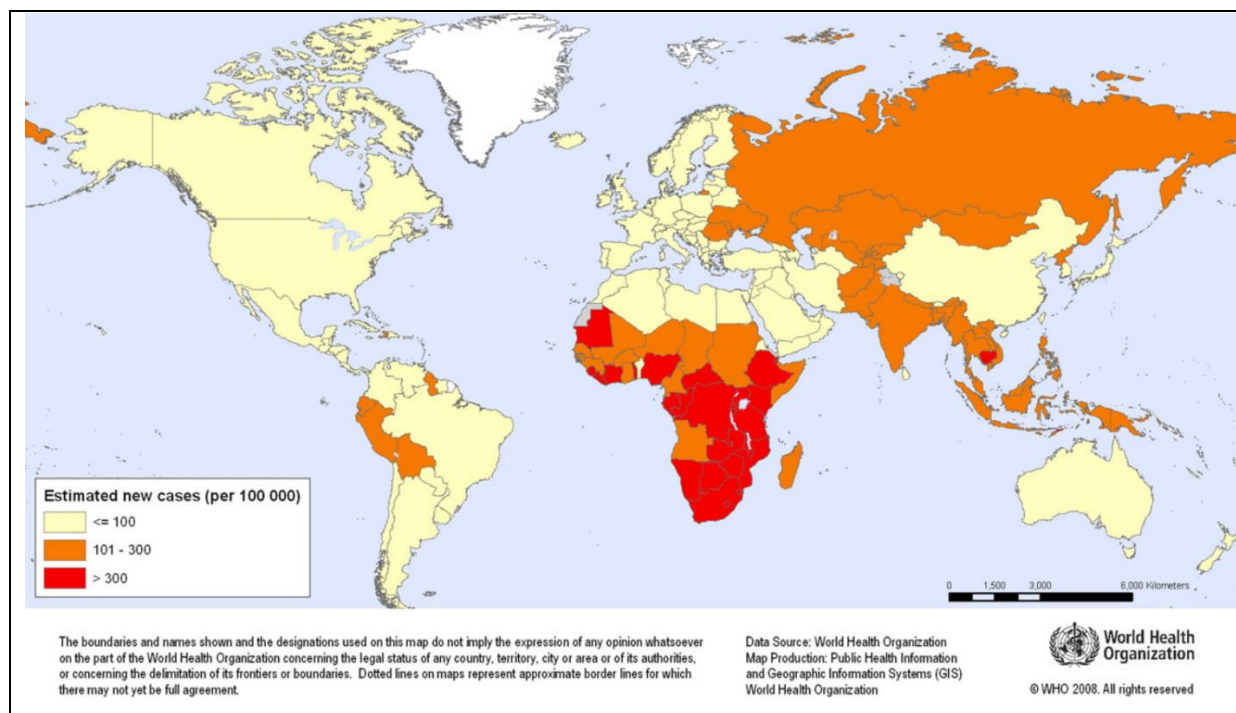 Estimated new cases (per 100 000)
<= 100
101 - 300
> 300
0 1,500 3,000 6,000 Kilometers
The boundaries and names shown and the designations used on this map do not imply the expression of any opinion whatsoever
on the part of the World Health Organization concerning the legal status of any country, territory, city or area or of its authorities,
or concerning the delimitation of its frontiers or boundaries. Dotted lines on maps represent approximate border lines for which
there may not yet be full agreement.
Data Source: World Health Organization
Map Production: Public Health Information
and Geographic Information Systems (GIS)
World Health Organization
World Health
Organization
© WHO 2008. All rights reserved